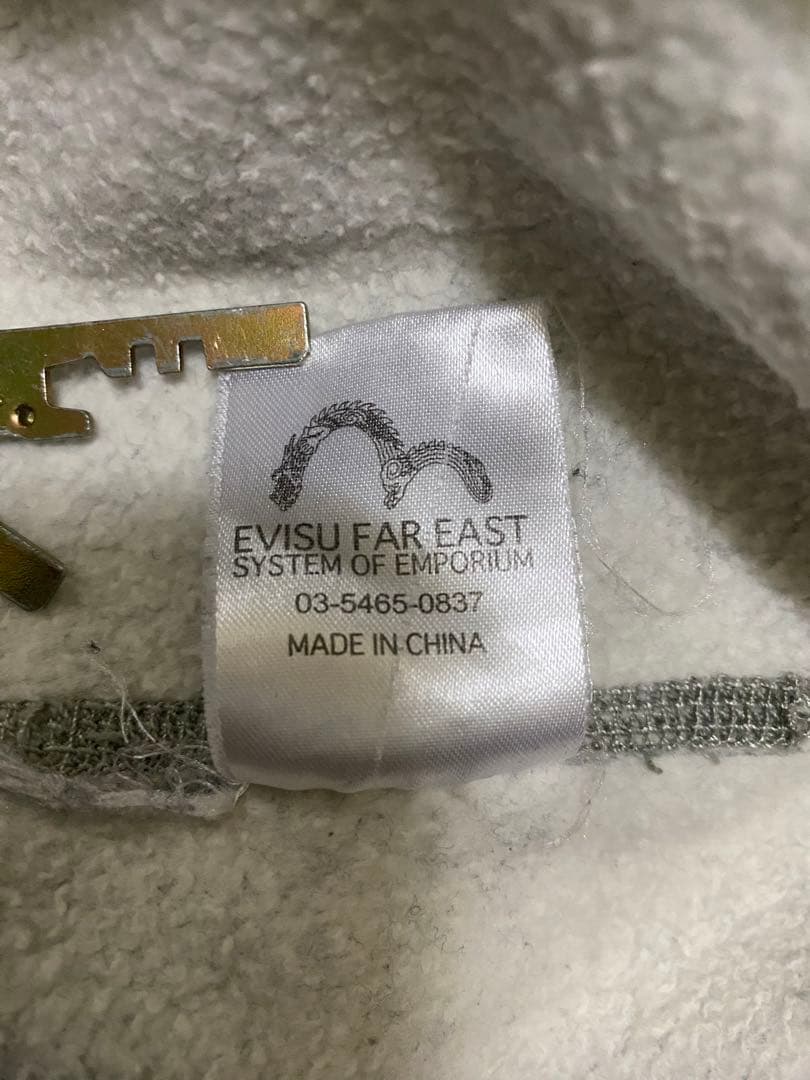 EVISU FAR EAST
SYSTEM OF EMPORIUM
03-5465-0837
MADE IN CHINA